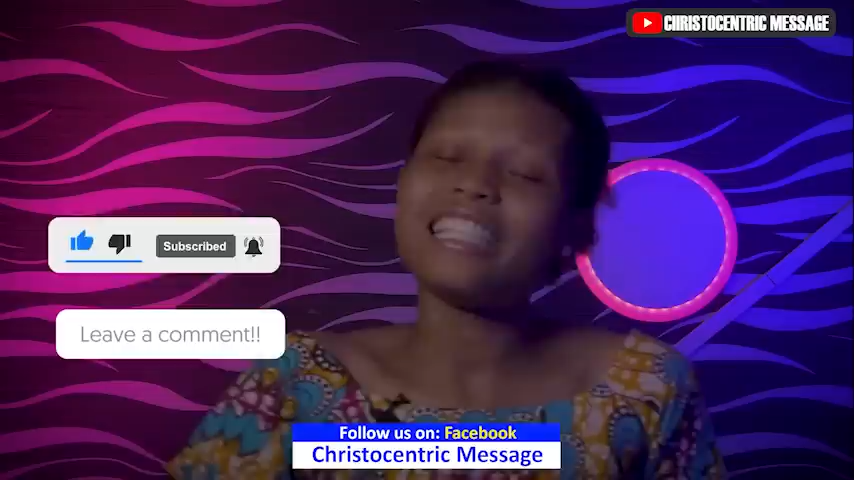 CHRISTOCENTRIC MESSAGE
Subscribed
Leave a comment!!
Follow us on: Facebook
Christocentric Message